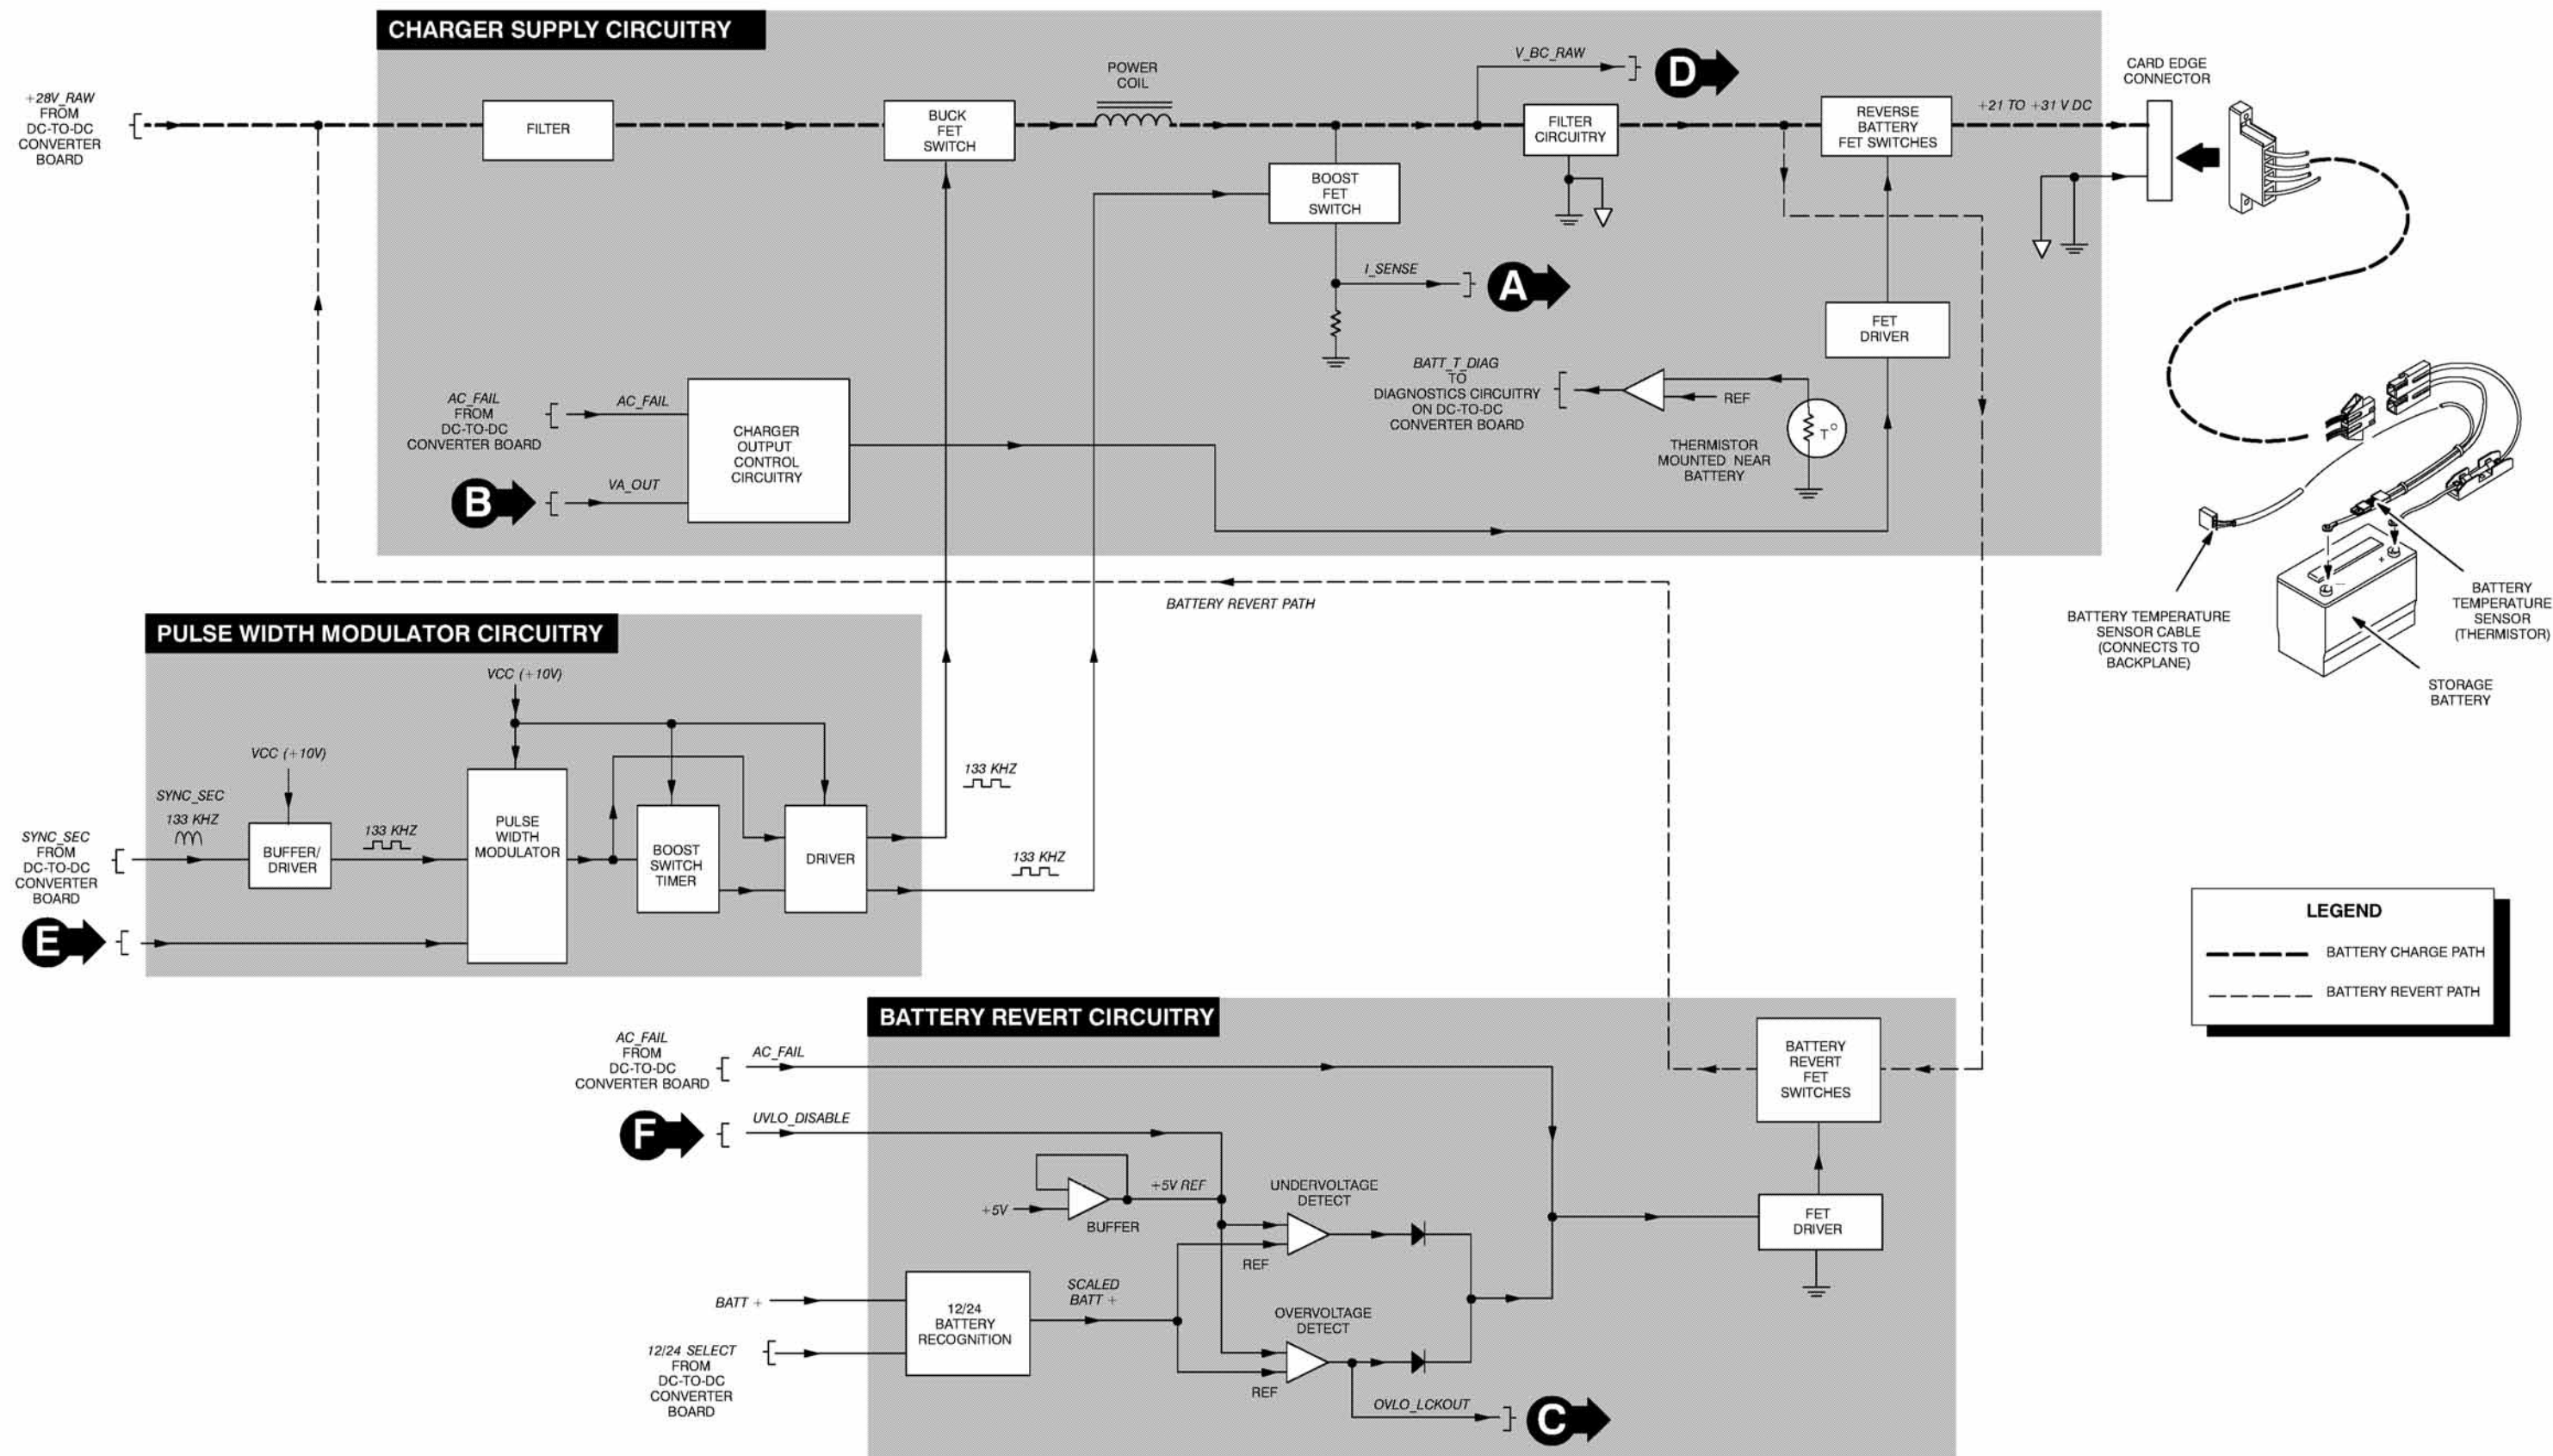 CHARGER SUPPLY CIRCUITRY
+28V_RAW
FROM
DC-TO-DC
CONVERTER
BOARD
FILTER
BUCK
FET
SWITCH
POWER
COIL
V_BC_RAW
D
FILTER
CIRCUITRY
REVERSE
BATTERY
FET SWITCHES
+21 TO +31 V DC
CARD EDGE
CONNECTOR
BOOST
FET
SWITCH
I_SENSE
A
FET
DRIVER
BATT_T_DIAG
TO
DIAGNOSTICS CIRCUITRY
ON DC-TO-DC
CONVERTER BOARD
REF
T°
THERMISTOR
MOUNTED NEAR
BATTERY
AC_FAIL
FROM
DC-TO-DC
CONVERTER BOARD
AC_FAIL
B
VA_OUT
CHARGER
OUTPUT
CONTROL
CIRCUITRY
BATTERY REVERT PATH
BATTERY TEMPERATURE
SENSOR CABLE
(CONNECTS TO
BACKPLANE)
BATTERY
TEMPERATURE
SENSOR
(THERMISTOR)
+
−
STORAGE
BATTERY
PULSE WIDTH MODULATOR CIRCUITRY
VCC (+10V)
VCC (+10V)
SYNC_SEC
133 KHZ
SYNC_SEC
FROM
DC-TO-DC
CONVERTER
BOARD
BUFFER/
DRIVER
133 KHZ
PULSE
WIDTH
MODULATOR
BOOST
SWITCH
TIMER
DRIVER
133 KHZ
133 KHZ
E
LEGEND
BATTERY CHARGE PATH
BATTERY REVERT PATH
BATTERY REVERT CIRCUITRY
AC_FAIL
FROM
DC-TO-DC
CONVERTER BOARD
AC_FAIL
F
UVLO_DISABLE
+5V
BUFFER
+5V REF
UNDERVOLTAGE
DETECT
REF
BATTERY
REVERT
FET
SWITCHES
FET
DRIVER
BATT +
12/24 SELECT
FROM
DC-TO-DC
CONVERTER
BOARD
12/24
BATTERY
RECOGNITION
SCALED
BATT +
OVERVOLTAGE
DETECT
REF
OVLO_LCKOUT
C